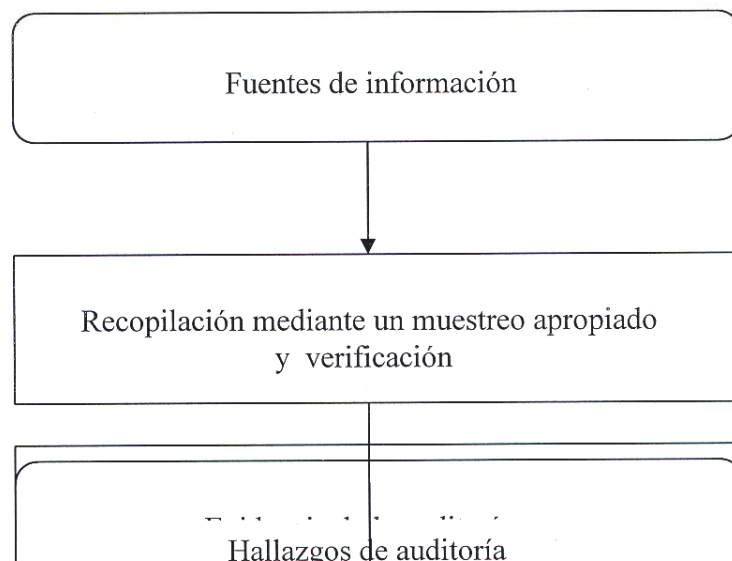 Fuentes de información
Recopilación mediante un muestreo apropiado
y verificación
Hallazgos de auditoría